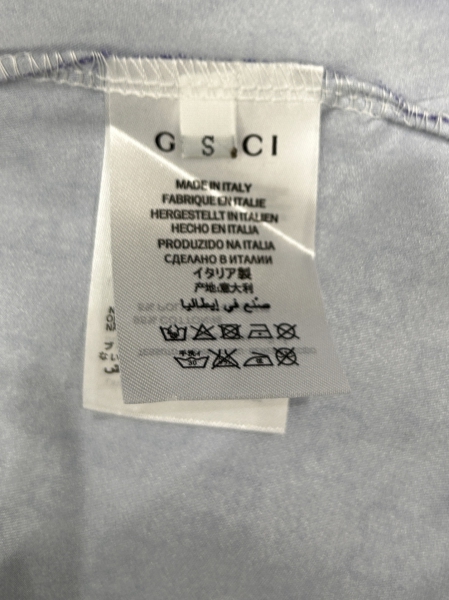 G S CI
MADE IN ITALY
FABRIQUE EN ITALIE
HERGESTELLT IN ITALIEN
HECHO EN ITALIA
PRODUZIDO NA ITALIA
СДЕЛАНО В ИТАЛИИ
イタリア製
产地:意大利
صنع في إيطاليا